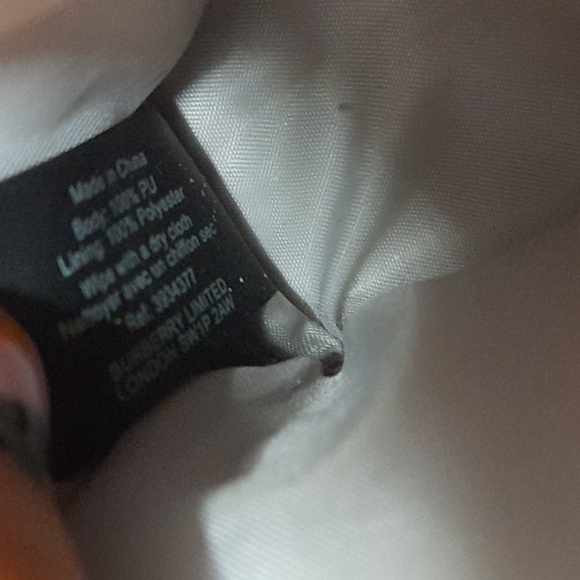 Made in China
Body: 100% PU
Lining: 100% Polyester
Wipe with a dry cloth
Nettoyer avec un chiffon sec
Ref: 3934377
BURBERRY LIMITED,
LONDON SW1P 2AW